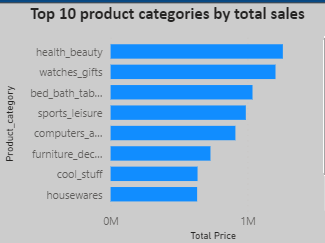 Top 10 product categories by total sales
Product_category
health_beauty
watches_gifts
bed_bath_tab...
sports_leisure
computers_a...
furniture_dec...
cool_stuff
housewares
0M 1M
Total Price